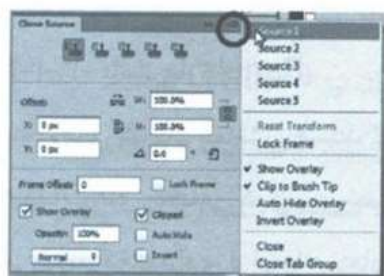 Clone Source
Source 1
Source 2
Source 3
Source 4
Source 5
Reset Transform
Lock Frame
Show Overlay
Clip to Brush Tip
Auto Hide Overlay
Invert Overlay
Close
Close Tab Group
Offset:
W: 100.0%
X: 0 px
H: 100.0%
Y: 0 px
0.0 °
Frame Offset: 0
Lock Frame
Show Overlay
Clipped
Opacity: 100%
Auto Hide
Normal
Invert